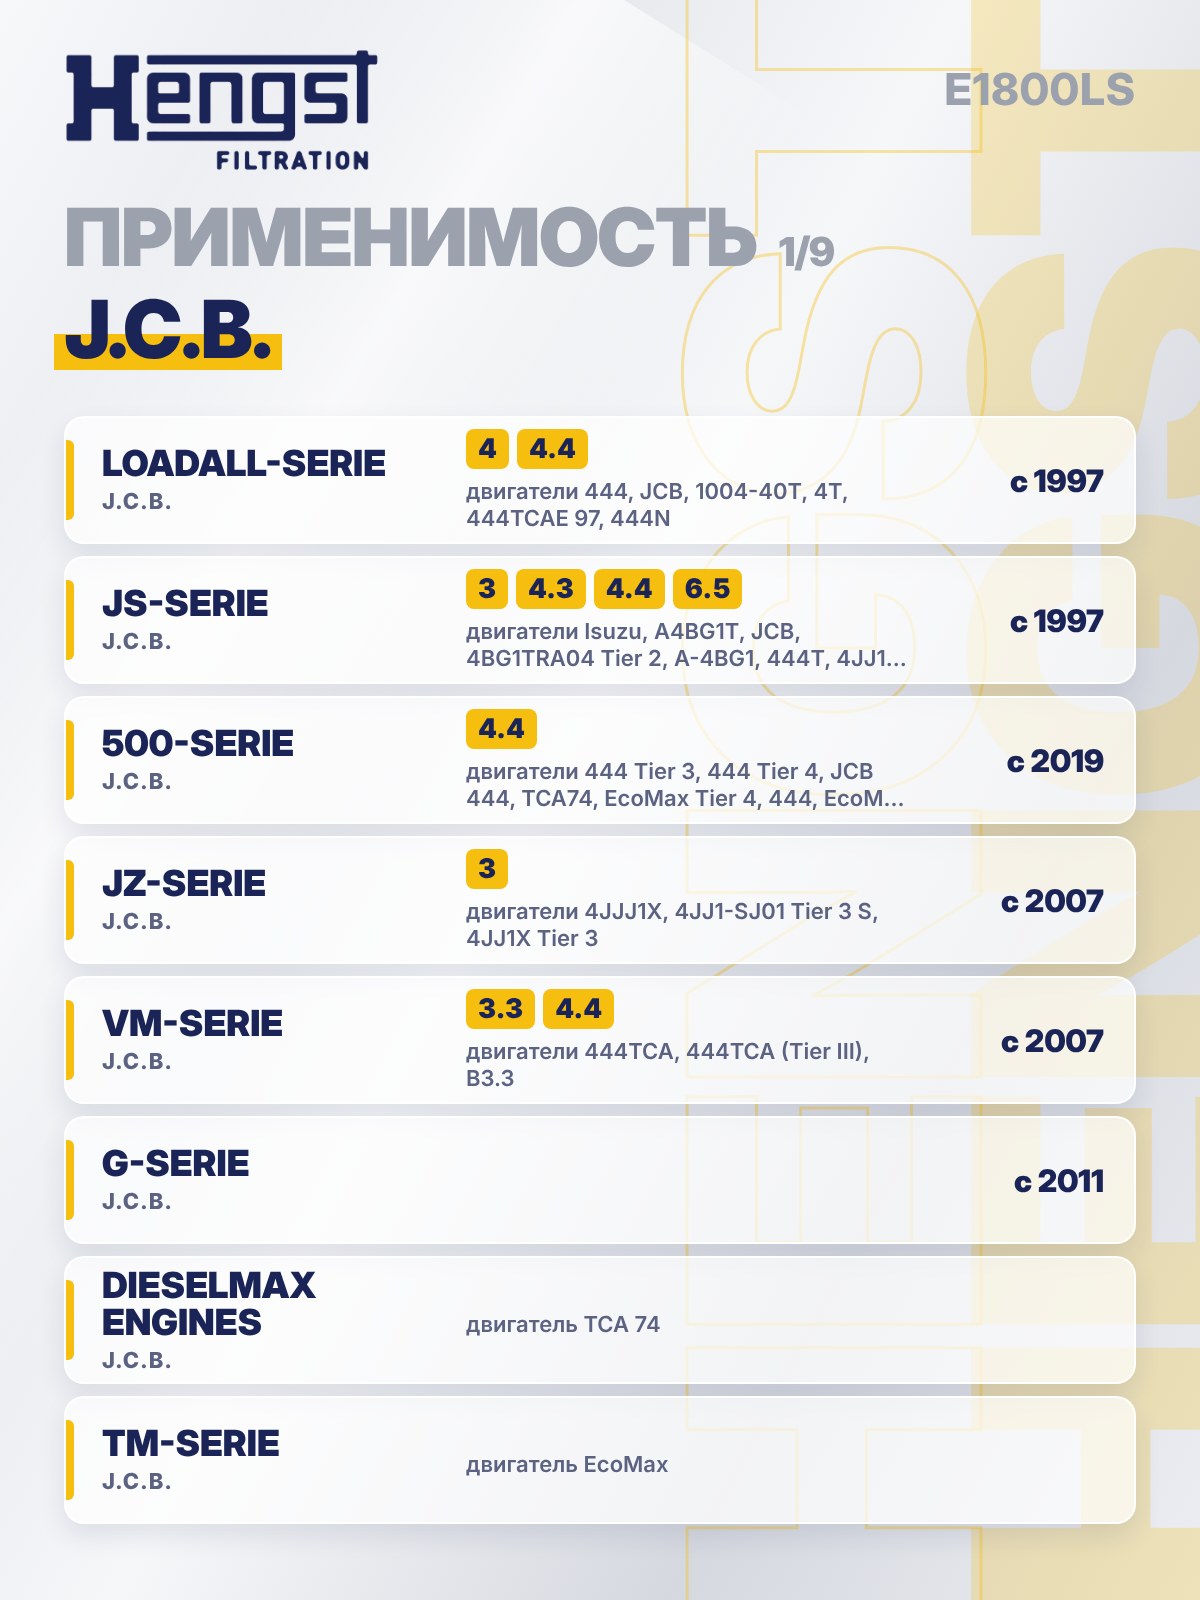 Hengst
FILTRATION
E1800LS
ПРИМЕНИМОСТЬ 1/9
J.C.B.
LOADALL-SERIE
J.C.B.
4 4.4
двигатели 444, JCB, 1004-40T, 4T,
444TCAE 97, 444N
с 1997
JS-SERIE
J.C.B.
3 4.3 4.4 6.5
двигатели Isuzu, A4BG1T, JCB,
4BG1TRA04 Tier 2, A-4BG1, 444T, 4JJ1...
с 1997
500-SERIE
J.C.B.
4.4
двигатели 444 Tier 3, 444 Tier 4, JCB
444, TCA74, EcoMax Tier 4, 444, EcoM...
с 2019
JZ-SERIE
J.C.B.
3
двигатели 4JJJ1X, 4JJ1-SJ01 Tier 3 S,
4JJ1X Tier 3
с 2007
VM-SERIE
J.C.B.
3.3 4.4
двигатели 444TCA, 444TCA (Tier III),
B3.3
с 2007
G-SERIE
J.C.B.
с 2011
DIESELMAX
ENGINES
J.C.B.
двигатель TCA 74
TM-SERIE
J.C.B.
двигатель EcoMax
HENGST
HENGST